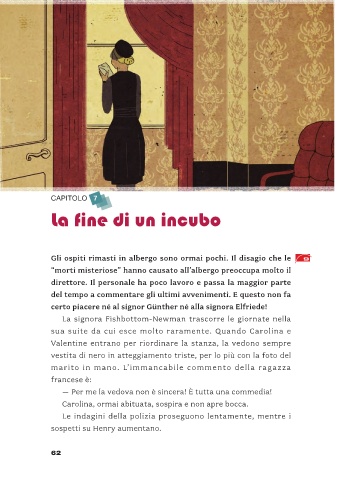 CAPITOLO 7
La fine di un incubo
Gli ospiti rimasti in albergo sono ormai pochi. Il disagio che le
“morti misteriose” hanno causato all’albergo preoccupa molto il
direttore. Il personale ha poco lavoro e passa la maggior parte
del tempo a commentare gli ultimi avvenimenti. E questo non fa
certo piacere né al signor Günther né alla signora Elfriede!
La signora Fishbottom-Newman trascorre le giornate nella
sua suite da cui esce molto raramente. Quando Carolina e
Valentine entrano per riordinare la stanza, la vedono sempre
vestita di nero in atteggiamento triste, per lo più con la foto del
marito in mano. L’immancabile commento della ragazza
francese è:
— Per me la vedova non è sincera! È tutta una commedia!
Carolina, ormai abituata, sospira e non apre bocca.
Le indagini della polizia proseguono lentamente, mentre i
sospetti su Henry aumentano.
62